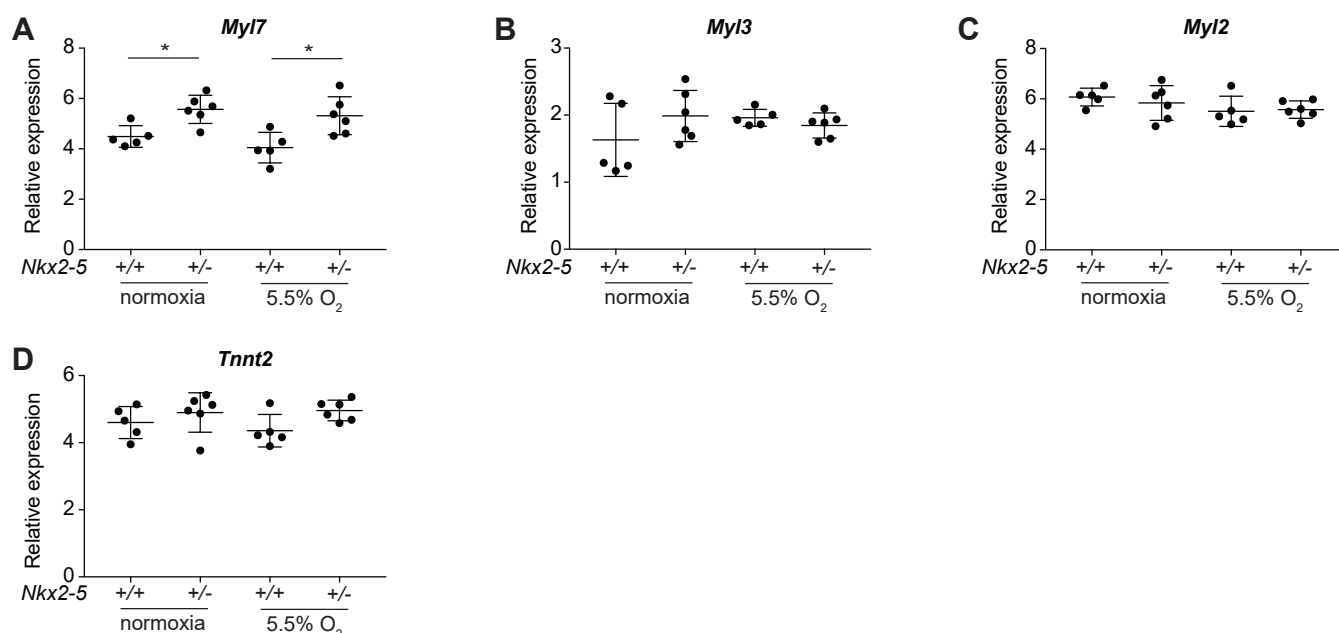 A
Myl7
* *
Relative expression
8
6
4
2
0
Nkx2-5 +/+ +/- +/+ +/-
normoxia 5.5% O2
B
Myl3
Relative expression
3
2
1
0
Nkx2-5 +/+ +/- +/+ +/-
normoxia 5.5% O2
C
Myl2
Relative expression
8
6
4
2
0
Nkx2-5 +/+ +/- +/+ +/-
normoxia 5.5% O2
D
Tnnt2
Relative expression
6
4
2
0
Nkx2-5 +/+ +/- +/+ +/-
normoxia 5.5% O2